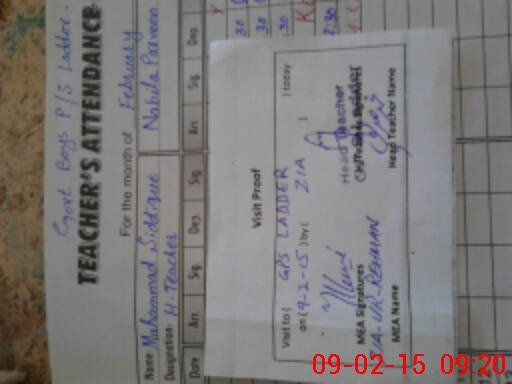 Govt Boys P/S Ladder.
TEACHER'S ATTENDANCE
For the month of February
Name: Muhammad Siddique Nabila Parveen
Designation: H. Teacher
Date Arr. Sig. Dep. Sig. Arr. Sig. Dep.
Visit Proof
Visit to ( GPS LADDER ) today
on ( 9-2-15 ) by ( ZIA )
MEA Signatures
ZIA-UR-REHMAN
MEA Name
Head Teacher
Head Teacher Name
09-02-15 09:20